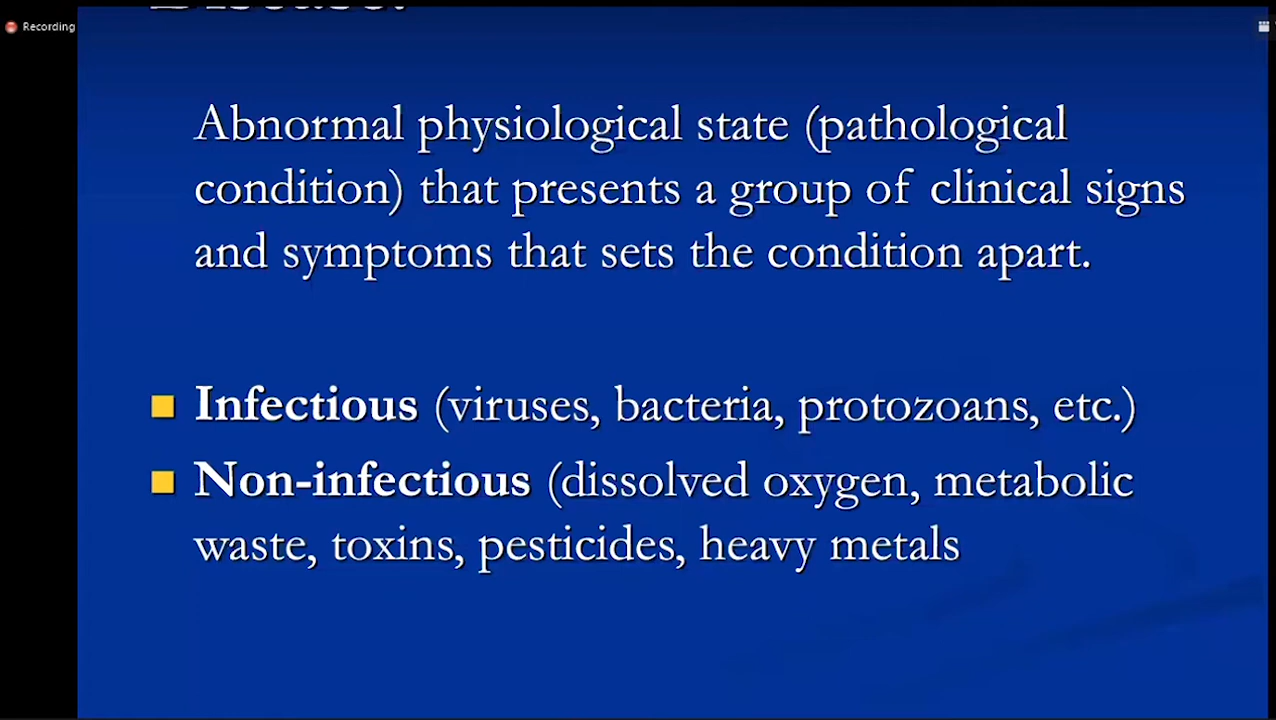 Recording
Disease:
Abnormal physiological state (pathological
condition) that presents a group of clinical signs
and symptoms that sets the condition apart.
Infectious (viruses, bacteria, protozoans, etc.)
Non-infectious (dissolved oxygen, metabolic
waste, toxins, pesticides, heavy metals